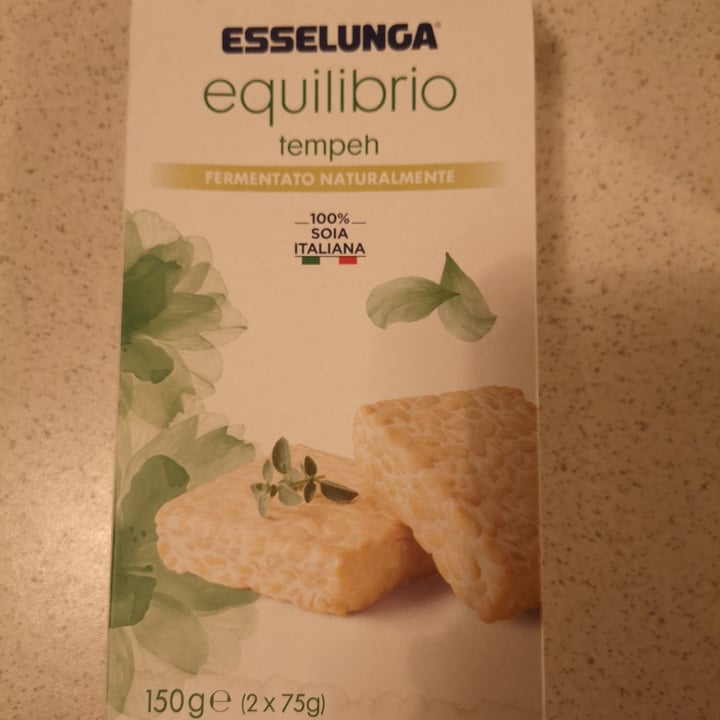 ESSELUNGA®
equilibrio
tempeh
FERMENTATO NATURALMENTE
100%
SOIA
ITALIANA
150g℮ (2 x 75g)